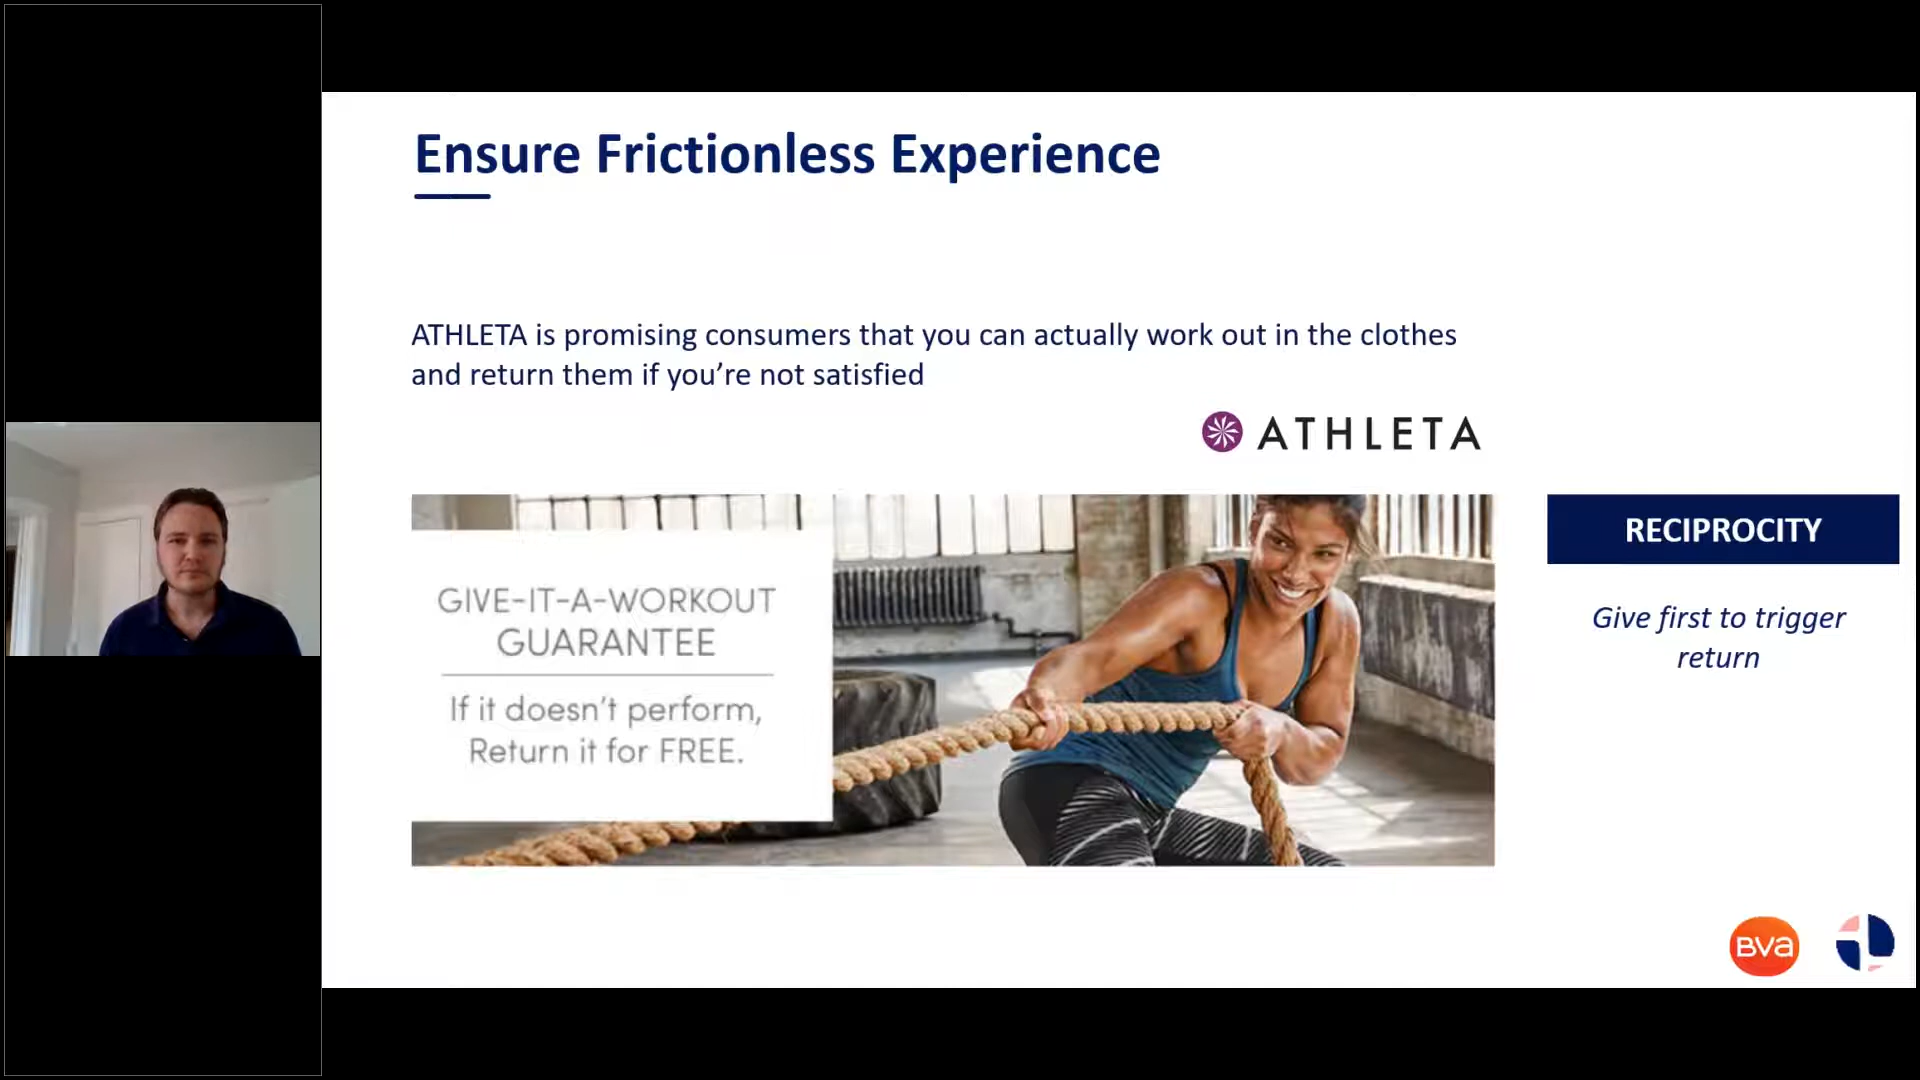 Ensure Frictionless Experience
ATHLETA is promising consumers that you can actually work out in the clothes
and return them if you’re not satisfied
ATHLETA
GIVE-IT-A-WORKOUT
GUARANTEE
If it doesn’t perform,
Return it for FREE.
RECIPROCITY
Give first to trigger
return
BVa